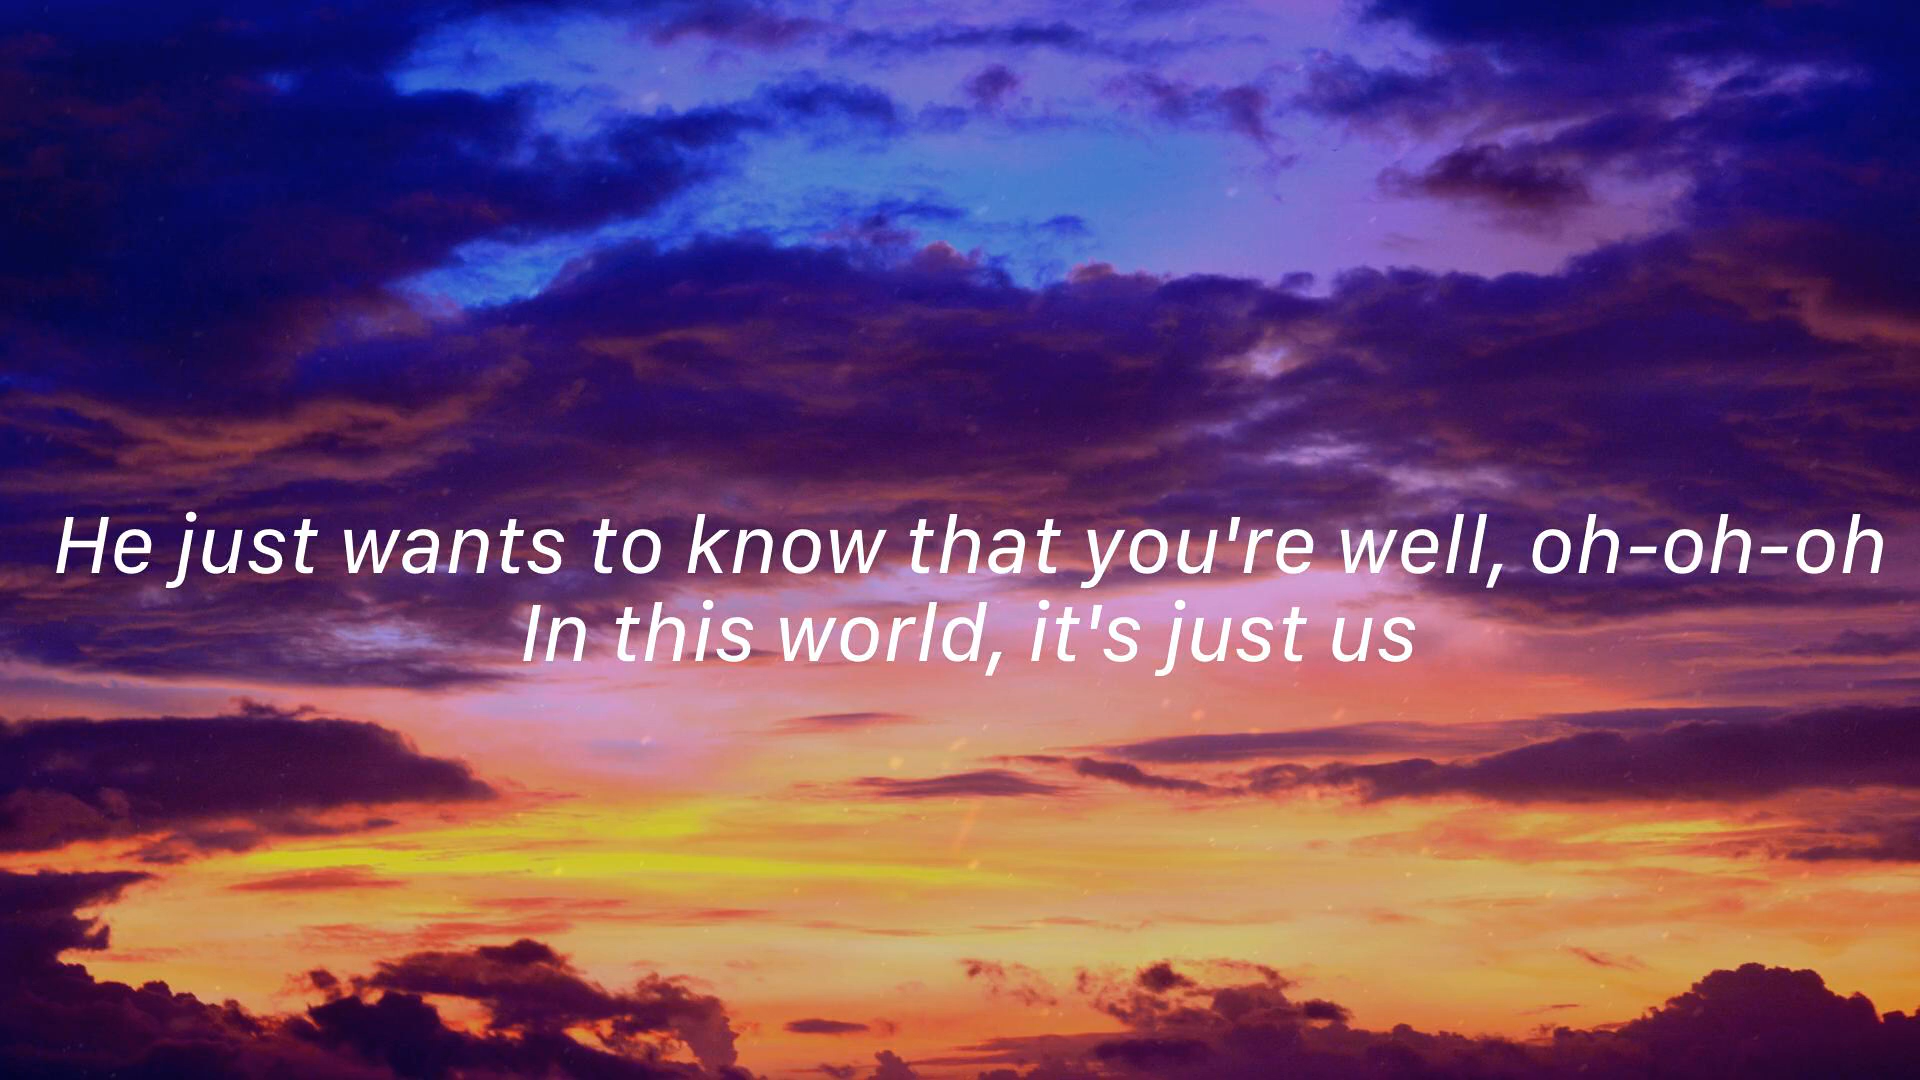 He just wants to know that you're well, oh-oh-oh
In this world, it's just us